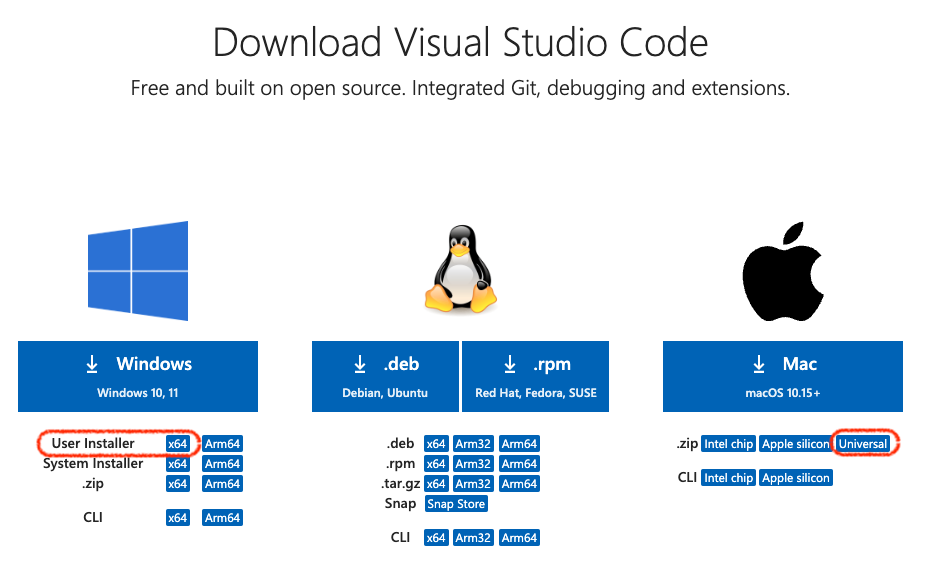 Download Visual Studio Code
Free and built on open source. Integrated Git, debugging and extensions.
Windows
Windows 10, 11
User Installer x64 Arm64
System Installer x64 Arm64
.zip x64 Arm64
CLI x64 Arm64
.deb
Debian, Ubuntu
.rpm
Red Hat, Fedora, SUSE
.deb x64 Arm32 Arm64
.rpm x64 Arm32 Arm64
.tar.gz x64 Arm32 Arm64
Snap Snap Store
CLI x64 Arm32 Arm64
Mac
macOS 10.15+
.zip Intel chip Apple silicon Universal
CLI Intel chip Apple silicon